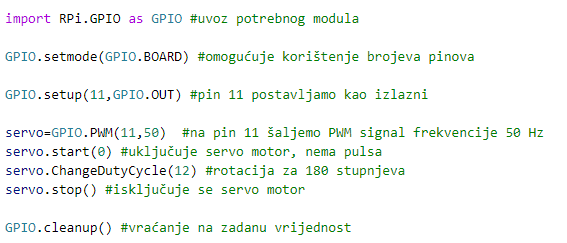 import RPi.GPIO as GPIO #uvoz potrebnog modula
GPIO.setmode(GPIO.BOARD) #omogućuje korištenje brojeva pinova
GPIO.setup(11,GPIO.OUT) #pin 11 postavljamo kao izlazni
servo=GPIO.PWM(11,50)  #na pin 11 šaljemo PWM signal frekvencije 50 Hz
servo.start(0) #uključuje servo motor, nema pulsa
servo.ChangeDutyCycle(12) #rotacija za 180 stupnjeva
servo.stop() #isključuje se servo motor
GPIO.cleanup() #vraćanje na zadanu vrijednost